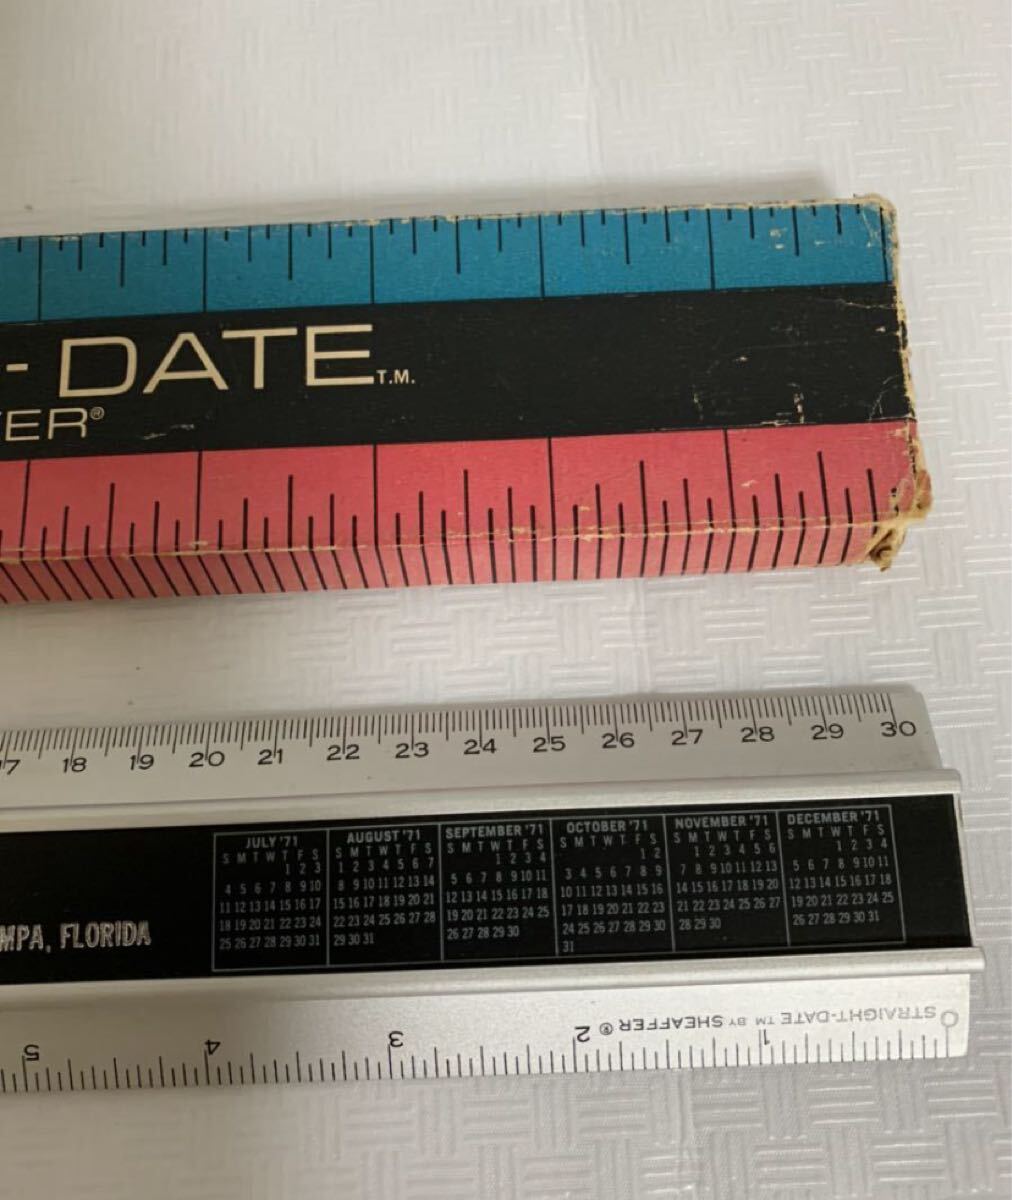 - DATE T.M.
ER®
18 19 20 21 22 23 24 25 26 27 28 29 30
JULY '71
S M T W T F S
1 2 3
4 5 6 7 8 9 10
11 12 13 14 15 16 17
18 19 20 21 22 23 24
25 26 27 28 29 30 31
AUGUST '71
S M T W T F S
1 2 3 4 5 6 7
8 9 10 11 12 13 14
15 16 17 18 19 20 21
22 23 24 25 26 27 28
29 30 31
SEPTEMBER '71
S M T W T F S
1 2 3 4
5 6 7 8 9 10 11
12 13 14 15 16 17 18
19 20 21 22 23 24 25
26 27 28 29 30
OCTOBER '71
S M T W T F S
1 2
3 4 5 6 7 8 9
10 11 12 13 14 15 16
17 18 19 20 21 22 23
24 25 26 27 28 29 30
31
NOVEMBER '71
S M T W T F S
1 2 3 4 5 6
7 8 9 10 11 12 13
14 15 16 17 18 19 20
21 22 23 24 25 26 27
28 29 30
DECEMBER '71
S M T W T F S
1 2 3 4
5 6 7 8 9 10 11
12 13 14 15 16 17 18
19 20 21 22 23 24 25
26 27 28 29 30 31
MPA, FLORIDA
STRAIGHT-DATE TM BY SHEAFFER®
1 2 3 4 5